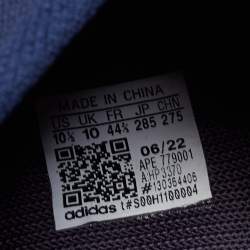 MADE IN CHINA
US UK FR JP CHN
10½ 10 44⅔ 285 275
06/22
APE 779001
A:HP3370
#130354405
adidas t#S00H1100004